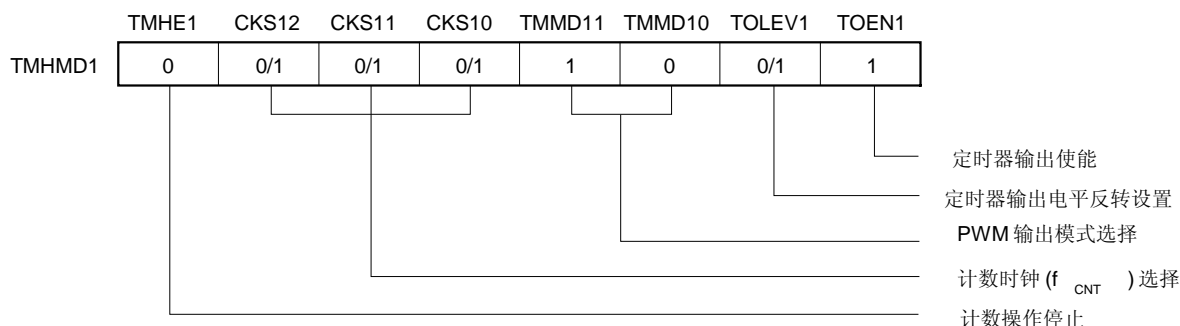 TMHE1 CKS12 CKS11 CKS10 TMMD11 TMMD10 TOLEV1 TOEN1
TMHMD1 0 0/1 0/1 0/1 1 0 0/1 1
定时器输出使能
定时器输出电平反转设置
PWM 输出模式选择
计数时钟 (f CNT ) 选择
计数操作停止